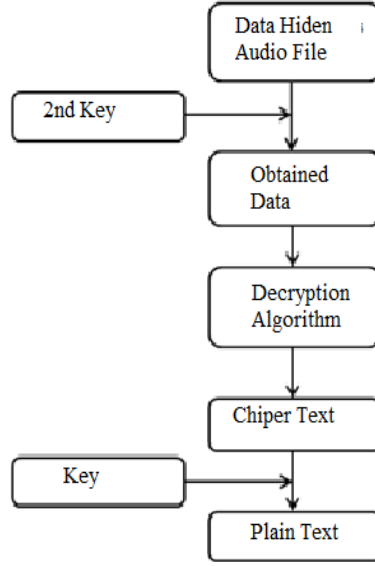 Data Hiden
Audio File
2nd Key
Obtained
Data
Decryption
Algorithm
Chiper Text
Key
Plain Text